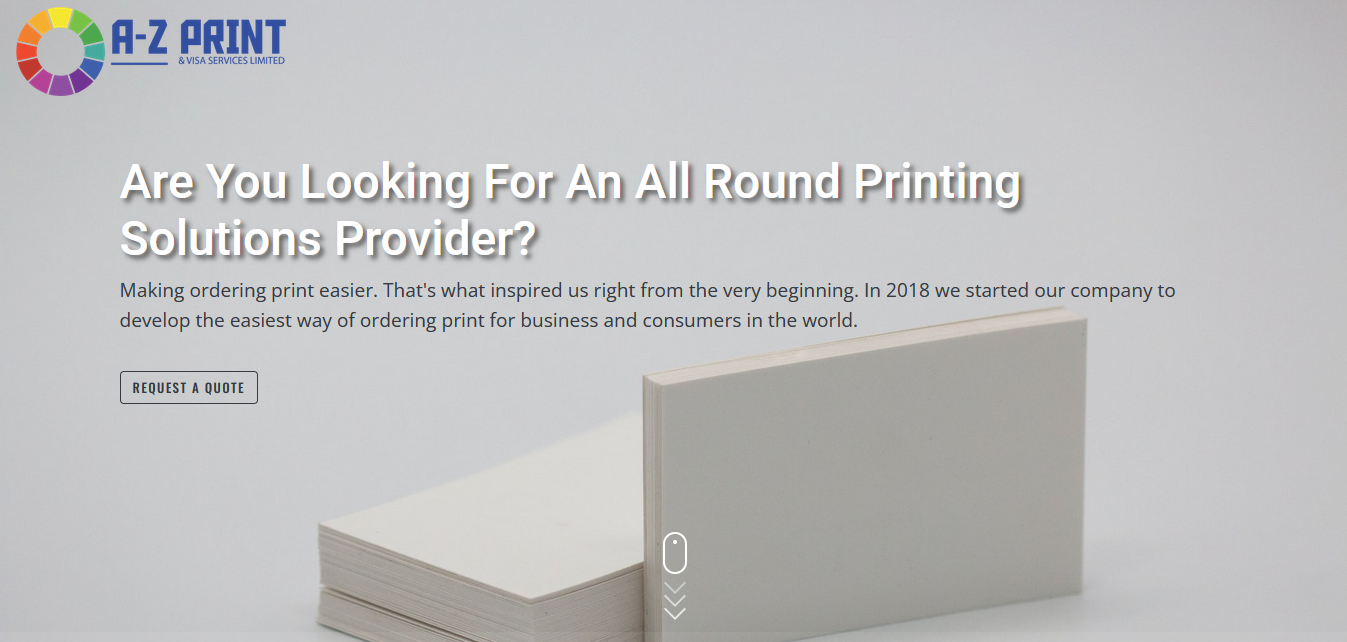 A-Z PRINT
& VISA SERVICES LIMITED
Are You Looking For An All Round Printing
Solutions Provider?
Making ordering print easier. That's what inspired us right from the very beginning. In 2018 we started our company to
develop the easiest way of ordering print for business and consumers in the world.
REQUEST A QUOTE